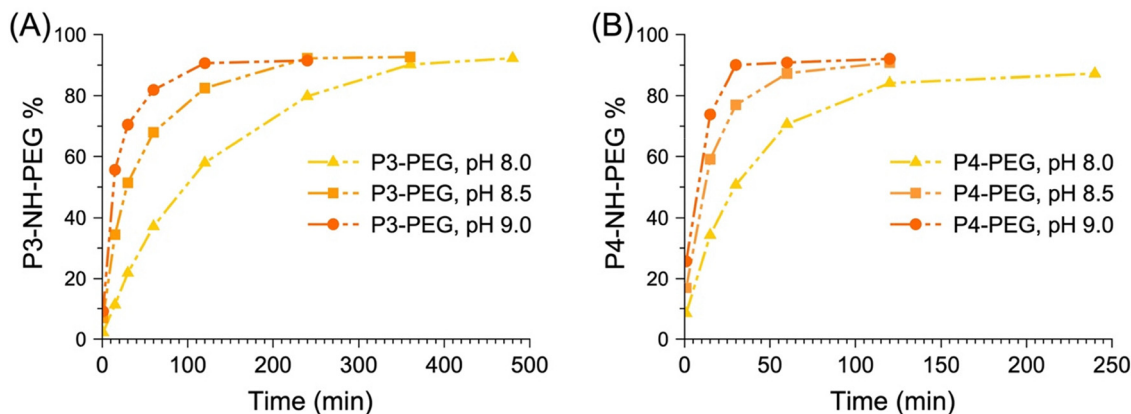 (A)
P3-NH-PEG %
100
80
60
40
20
0
P3-PEG, pH 8.0
P3-PEG, pH 8.5
P3-PEG, pH 9.0
0 100 200 300 400 500
Time (min)
(B)
P4-NH-PEG %
100
80
60
40
20
0
P4-PEG, pH 8.0
P4-PEG, pH 8.5
P4-PEG, pH 9.0
0 50 100 150 200 250
Time (min)